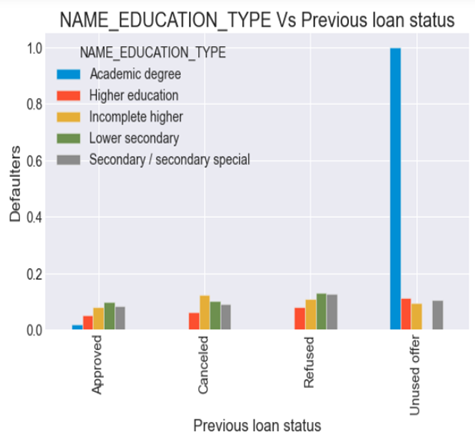 NAME_EDUCATION_TYPE Vs Previous loan status
NAME_EDUCATION_TYPE
Academic degree
Higher education
Incomplete higher
Lower secondary
Secondary / secondary special
Defaulters
1.0
0.8
0.6
0.4
0.2
0.0
Approved
Canceled
Refused
Unused offer
Previous loan status